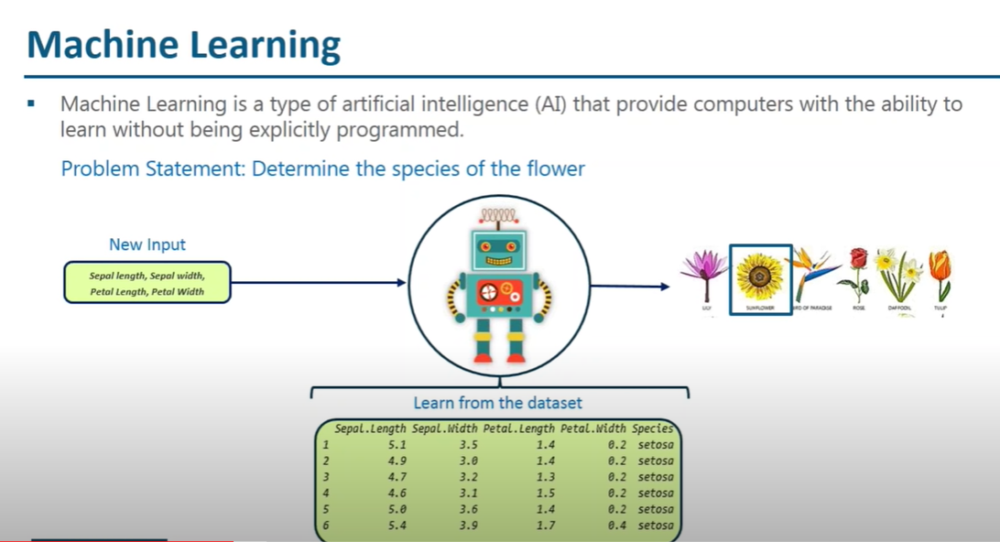 Machine Learning
Machine Learning is a type of artificial intelligence (AI) that provide computers with the ability to
learn without being explicitly programmed.
Problem Statement: Determine the species of the flower
New Input
Sepal length, Sepal width,
Petal Length, Petal Width
LILY
SUNFLOWER
RD OF PARADISE
ROSE
DAFFODIL
TULIP
Learn from the dataset
Sepal.Length Sepal.Width Petal.Length Petal.Width Species
1 5.1 3.5 1.4 0.2 setosa
2 4.9 3.0 1.4 0.2 setosa
3 4.7 3.2 1.3 0.2 setosa
4 4.6 3.1 1.5 0.2 setosa
5 5.0 3.6 1.4 0.2 setosa
6 5.4 3.9 1.7 0.4 setosa